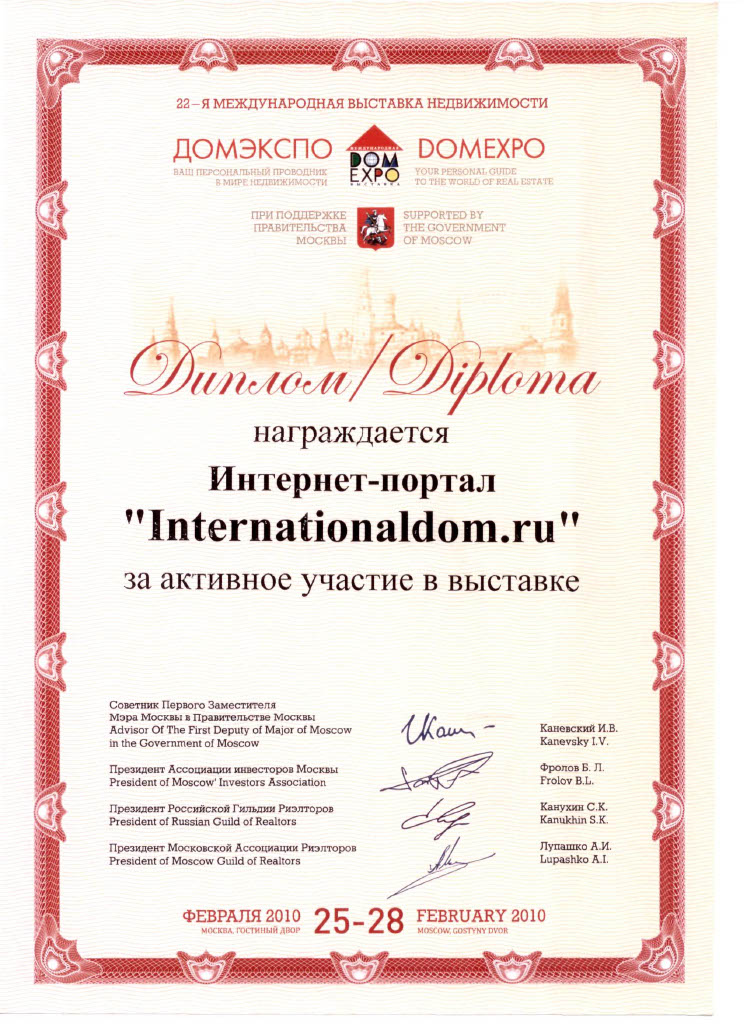 22-Я МЕЖДУНАРОДНАЯ ВЫСТАВКА НЕДВИЖИМОСТИ
ДОМЭКСПО
ВАШ ПЕРСОНАЛЬНЫЙ ПРОВОДНИК
В МИРЕ НЕДВИЖИМОСТИ
МЕЖДУНАРОДНАЯ
DOM
EXPO
ВЫСТАВКА
DOMEXPO
YOUR PERSONAL GUIDE
TO THE WORLD OF REAL ESTATE
ПРИ ПОДДЕРЖКЕ
ПРАВИТЕЛЬСТВА
МОСКВЫ
SUPPORTED BY
THE GOVERNMENT
OF MOSCOW
Диплом/Diploma
награждается
Интернет-портал
"Internationaldom.ru"
за активное участие в выставке
Советник Первого Заместителя
Мэра Москвы в Правительстве Москвы
Advisor Of The First Deputy of Major of Moscow
in the Government of Moscow
Каневский И.В.
Kanevsky I.V.
Президент Ассоциации инвесторов Москвы
President of Moscow' Investors Association
Фролов Б. Л.
Frolov B.L.
Президент Российской Гильдии Риэлторов
President of Russian Guild of Realtors
Канухин С.К.
Kanukhin S.K.
Президент Московской Ассоциации Риэлторов
President of Moscow Guild of Realtors
Лупашко А.И.
Lupashko A.I.
ФЕВРАЛЯ 2010 25-28 FEBRUARY 2010
МОСКВА, ГОСТИНЫЙ ДВОР MOSCOW, GOSTYNY DVOR